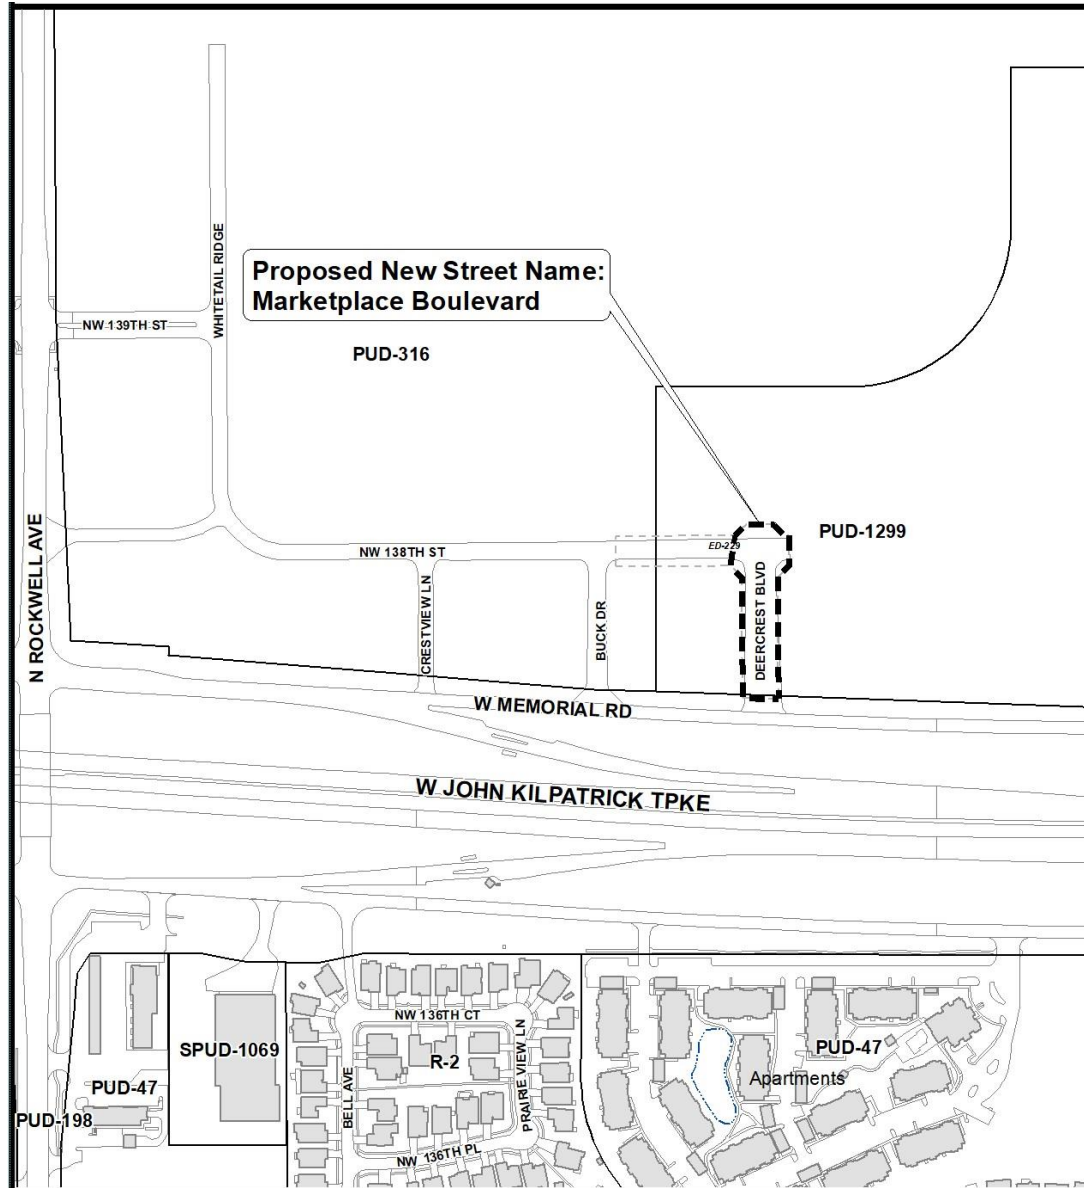 Proposed New Street Name:
Marketplace Boulevard
WHITETAIL RIDGE
NW 139TH ST
PUD-316
N ROCKWELL AVE
NW 138TH ST
ED-229
PUD-1299
CRESTVIEW LN
BUCK DR
DEERCREST BLVD
W MEMORIAL RD
W JOHN KILPATRICK TPKE
NW 136TH CT
SPUD-1069
R-2
PRAIRIE VIEW LN
PUD-47
Apartments
PUD-47
BELL AVE
PUD-198
NW 136TH PL